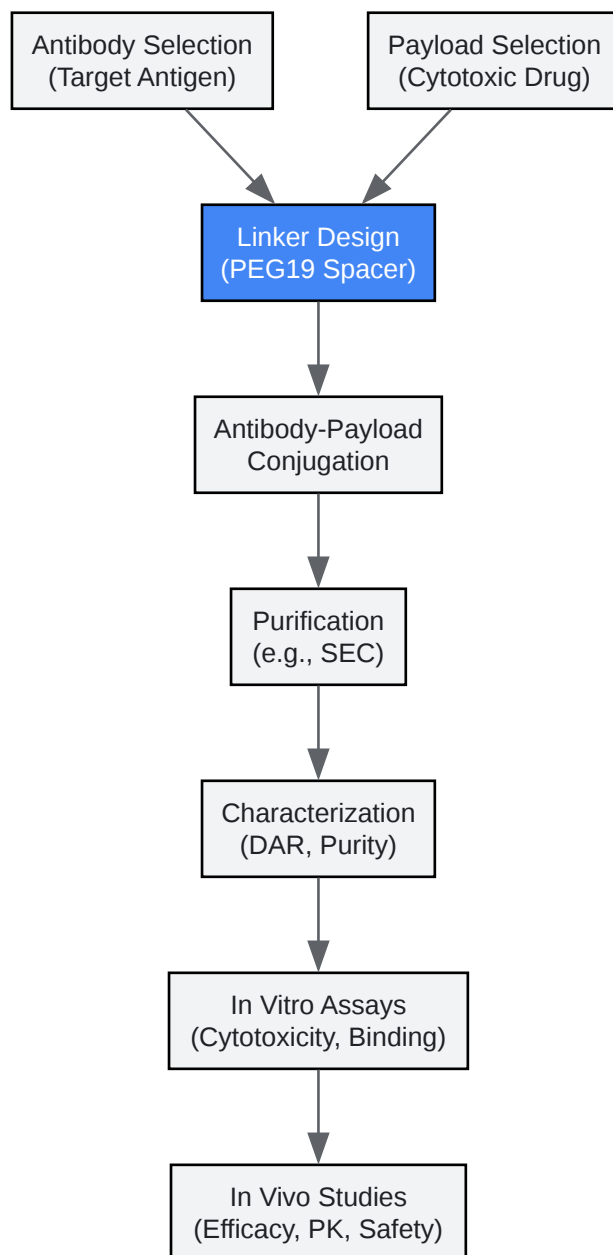 Antibody Selection
(Target Antigen)
Payload Selection
(Cytotoxic Drug)
Linker Design
(PEG19 Spacer)
Antibody-Payload
Conjugation
Purification
(e.g., SEC)
Characterization
(DAR, Purity)
In Vitro Assays
(Cytotoxicity, Binding)
In Vivo Studies
(Efficacy, PK, Safety)